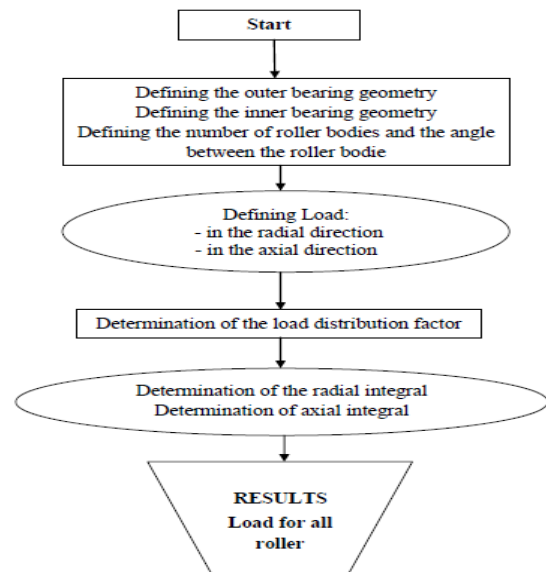 Start
Defining the outer bearing geometry
Defining the inner bearing geometry
Defining the number of roller bodies and the angle
between the roller bodie
Defining Load:
- in the radial direction
- in the axial direction
Determination of the load distribution factor
Determination of the radial integral
Determination of axial integral
RESULTS
Load for all
roller